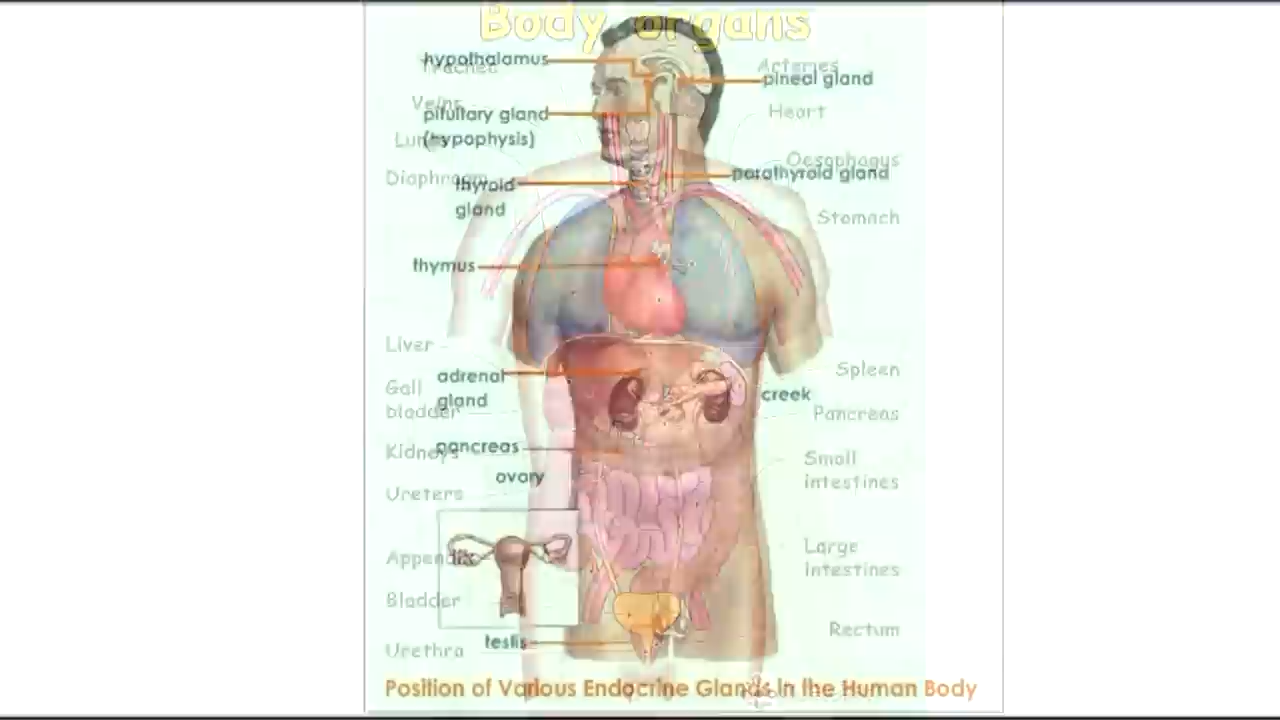 Body organs
hypothalamus
Trachea
Arteries
pineal gland
Veins
Heart
pituitary gland
(hypophysis)
Lungs
Oesophagus
parathyroid gland
Diaphragm
thyroid
gland
Stomach
thymus
Liver
Spleen
adrenal
gland
Gall
bladder
creek
Pancreas
Kidneys
pancreas
Small
intestines
ovary
Ureters
Large
intestines
Appendix
Bladder
Rectum
testis
Urethra
Position of Various Endocrine Glands in the Human Body